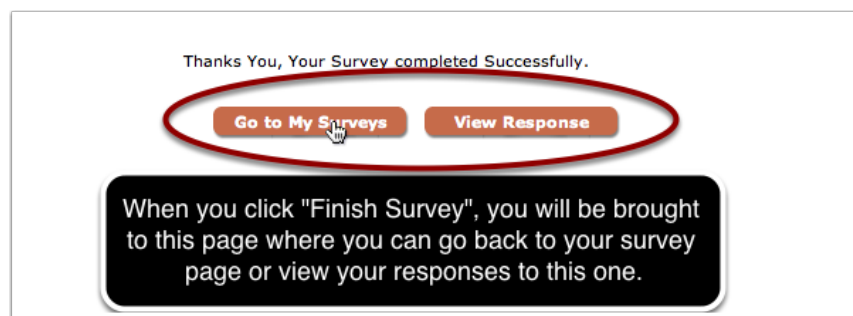 Thanks You, Your Survey completed Successfully.
Go to My Surveys View Response
When you click "Finish Survey", you will be brought
to this page where you can go back to your survey
page or view your responses to this one.